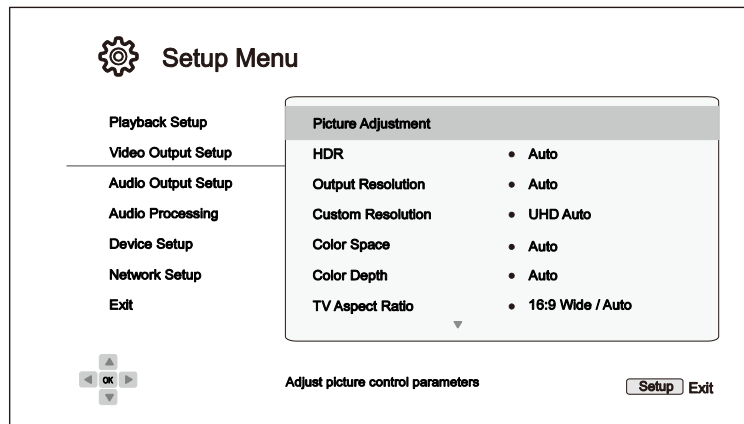 Setup Menu
Playback Setup
Video Output Setup
Audio Output Setup
Audio Processing
Device Setup
Network Setup
Exit
Picture Adjustment
HDR • Auto
Output Resolution • Auto
Custom Resolution • UHD Auto
Color Space • Auto
Color Depth • Auto
TV Aspect Ratio • 16:9 Wide / Auto
OK
Adjust picture control parameters
Setup Exit